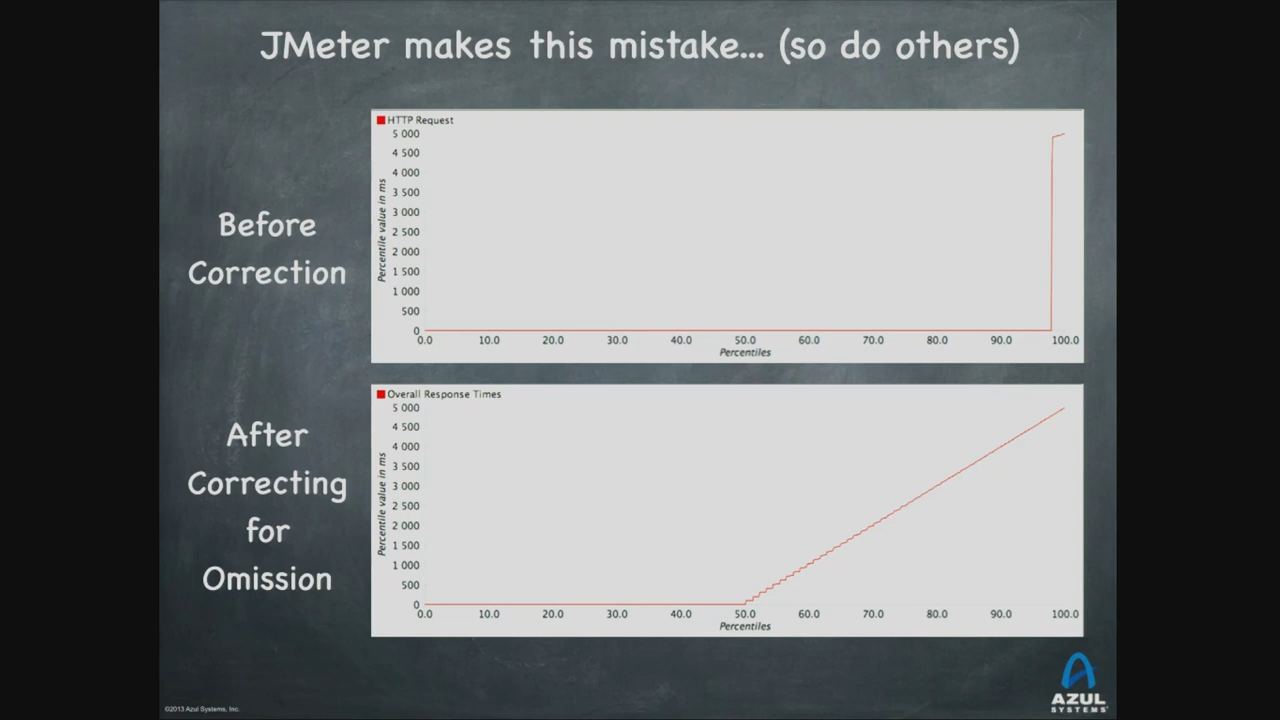 JMeter makes this mistake... (so do others)
Before
Correction
HTTP Request
5 000
4 500
4 000
3 500
3 000
2 500
2 000
1 500
1 000
500
0
Percentile value in ms
0.0 10.0 20.0 30.0 40.0 50.0 60.0 70.0 80.0 90.0 100.0
Percentiles
After
Correcting
for
Omission
Overall Response Times
5 000
4 500
4 000
3 500
3 000
2 500
2 000
1 500
1 000
500
0
Percentile value in ms
0.0 10.0 20.0 30.0 40.0 50.0 60.0 70.0 80.0 90.0 100.0
Percentiles
©2013 Azul Systems, Inc.
AZUL
SYSTEMS